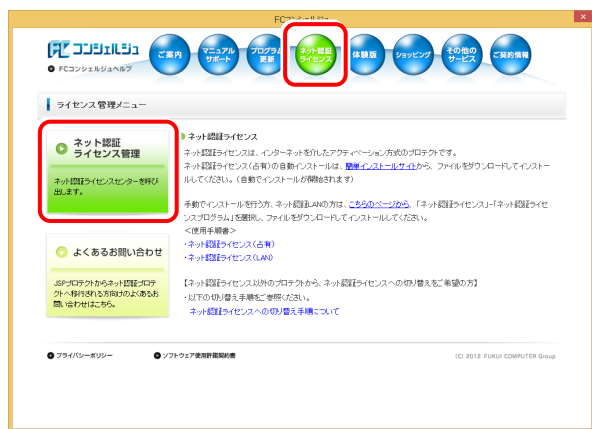 FCコンシェルジュ
FC コンシェルジュ
FCコンシェルジュヘルプ
ご案内
マニュアル
サポート
プログラム
更新
ネット認証
ライセンス
体験版
ショッピング
その他の
サービス
ご契約情報
ライセンス管理メニュー
ネット認証
ライセンス管理
ネット認証ライセンスセンターを呼び
出します。
よくあるお問い合わせ
JSPプロテクトからネット認証プロテ
クトへ移行される方向けのよくあるお
問い合わせはこちら。
ネット認証ライセンス
ネット認証ライセンスは、インターネットを介したアクティベーション方式のプロテクトです。
ネット認証ライセンス(占有)の自動インストールは、簡単インストールサイトから、ファイルをダウンロードしてインストー
ルしてください。(自動でインストールが開始されます)
手動でインストールを行う方、ネット認証LANの方は、こちらのページから、「ネット認証ライセンス」-「ネット認証ライセ
ンスプログラム」を選択し、ファイルをダウンロードしてインストールしてください。
<使用手順書>
・ネット認証ライセンス(占有)
・ネット認証ライセンス(LAN)
【ネット認証ライセンス以外のプロテクトから、ネット認証ライセンスへの切り替えをご希望の方】
・以下の切り替え手順をご参照ください。
ネット認証ライセンスへの切り替え手順について
プライバシーポリシー
ソフトウェア使用許諾契約書
(C) 2012 FUKUI COMPUTER Group